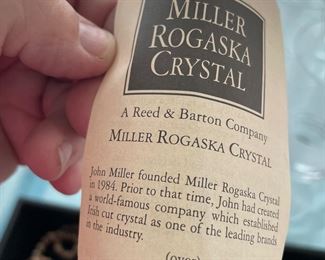 MILLER
ROGASKA
CRYSTAL
A Reed & Barton Company
MILLER ROGASKA CRYSTAL
John Miller founded Miller Rogaska Crystal
in 1984. Prior to that time, John had created
a world-famous company which established
Irish cut crystal as one of the leading brands
in the industry.
(over)